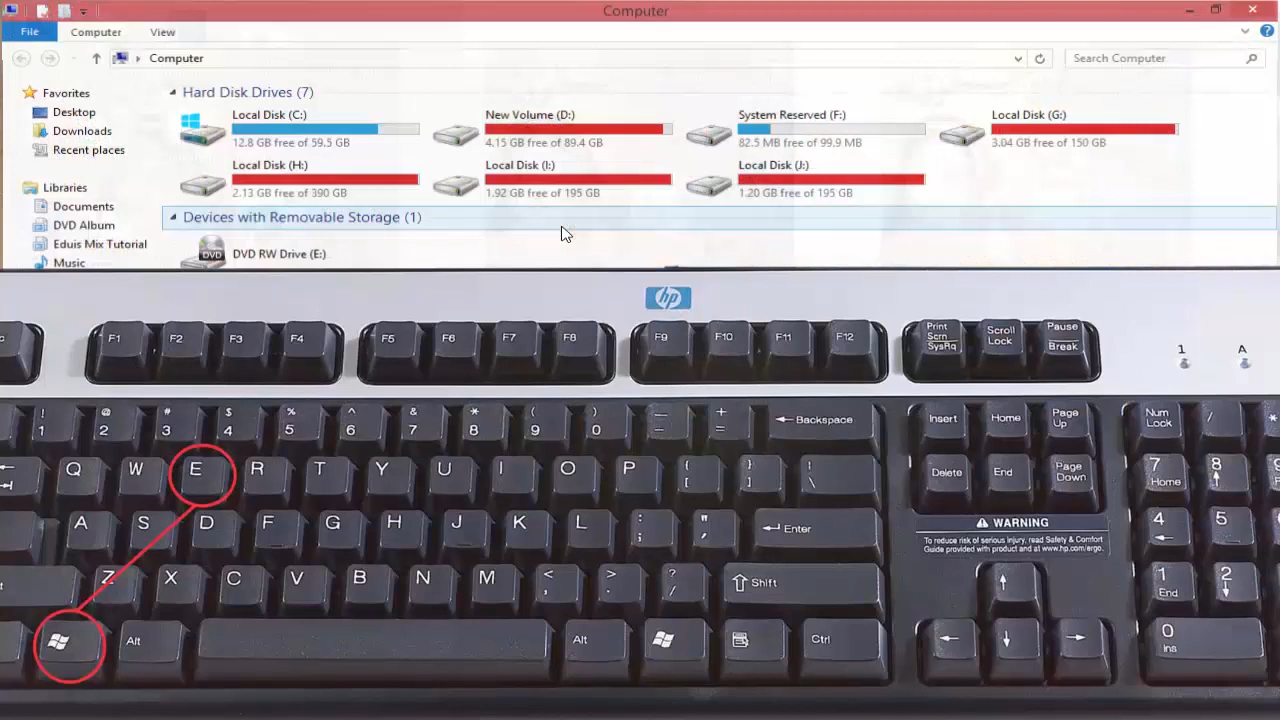 Computer
File Computer View
Computer Search Computer
Favorites
Desktop
Downloads
Recent places
Libraries
Documents
DVD Album
Eduis Mix Tutorial
Music
Hard Disk Drives (7)
Local Disk (C:) New Volume (D:) System Reserved (F:) Local Disk (G:)
12.8 GB free of 59.5 GB 4.15 GB free of 89.4 GB 82.5 MB free of 99.9 MB 3.04 GB free of 150 GB
Local Disk (H:) Local Disk (I:) Local Disk (J:)
2.13 GB free of 390 GB 1.92 GB free of 195 GB 1.20 GB free of 195 GB
Devices with Removable Storage (1)
DVD DVD RW Drive (E:)
hp
F1 F2 F3 F4 F5 F6 F7 F8 F9 F10 F11 F12 Print Scrn SysRq Scroll Lock Pause Break 1 A
! 1 @ 2 # 3 $ 4 % 5 ^ 6 & 7 * 8 ( 9 ) 0 — – + = ← Backspace Insert Home Page Up Num Lock / *
Q W E R T Y U I O P { [ } ] | \ Delete End Page Down 7 Home 8 ↑ 9
A S D F G H J K L : ; " ' Enter 4 ← 5
⚠ WARNING
To reduce risk of serious injury, read Safety & Comfort
Guide provided with product and at www.hp.com/ergo.
Z X C V B N M < , > . ? / Shift ↑ 1 End 2 ↓
Alt Alt Ctrl ← ↓ → 0 Ins